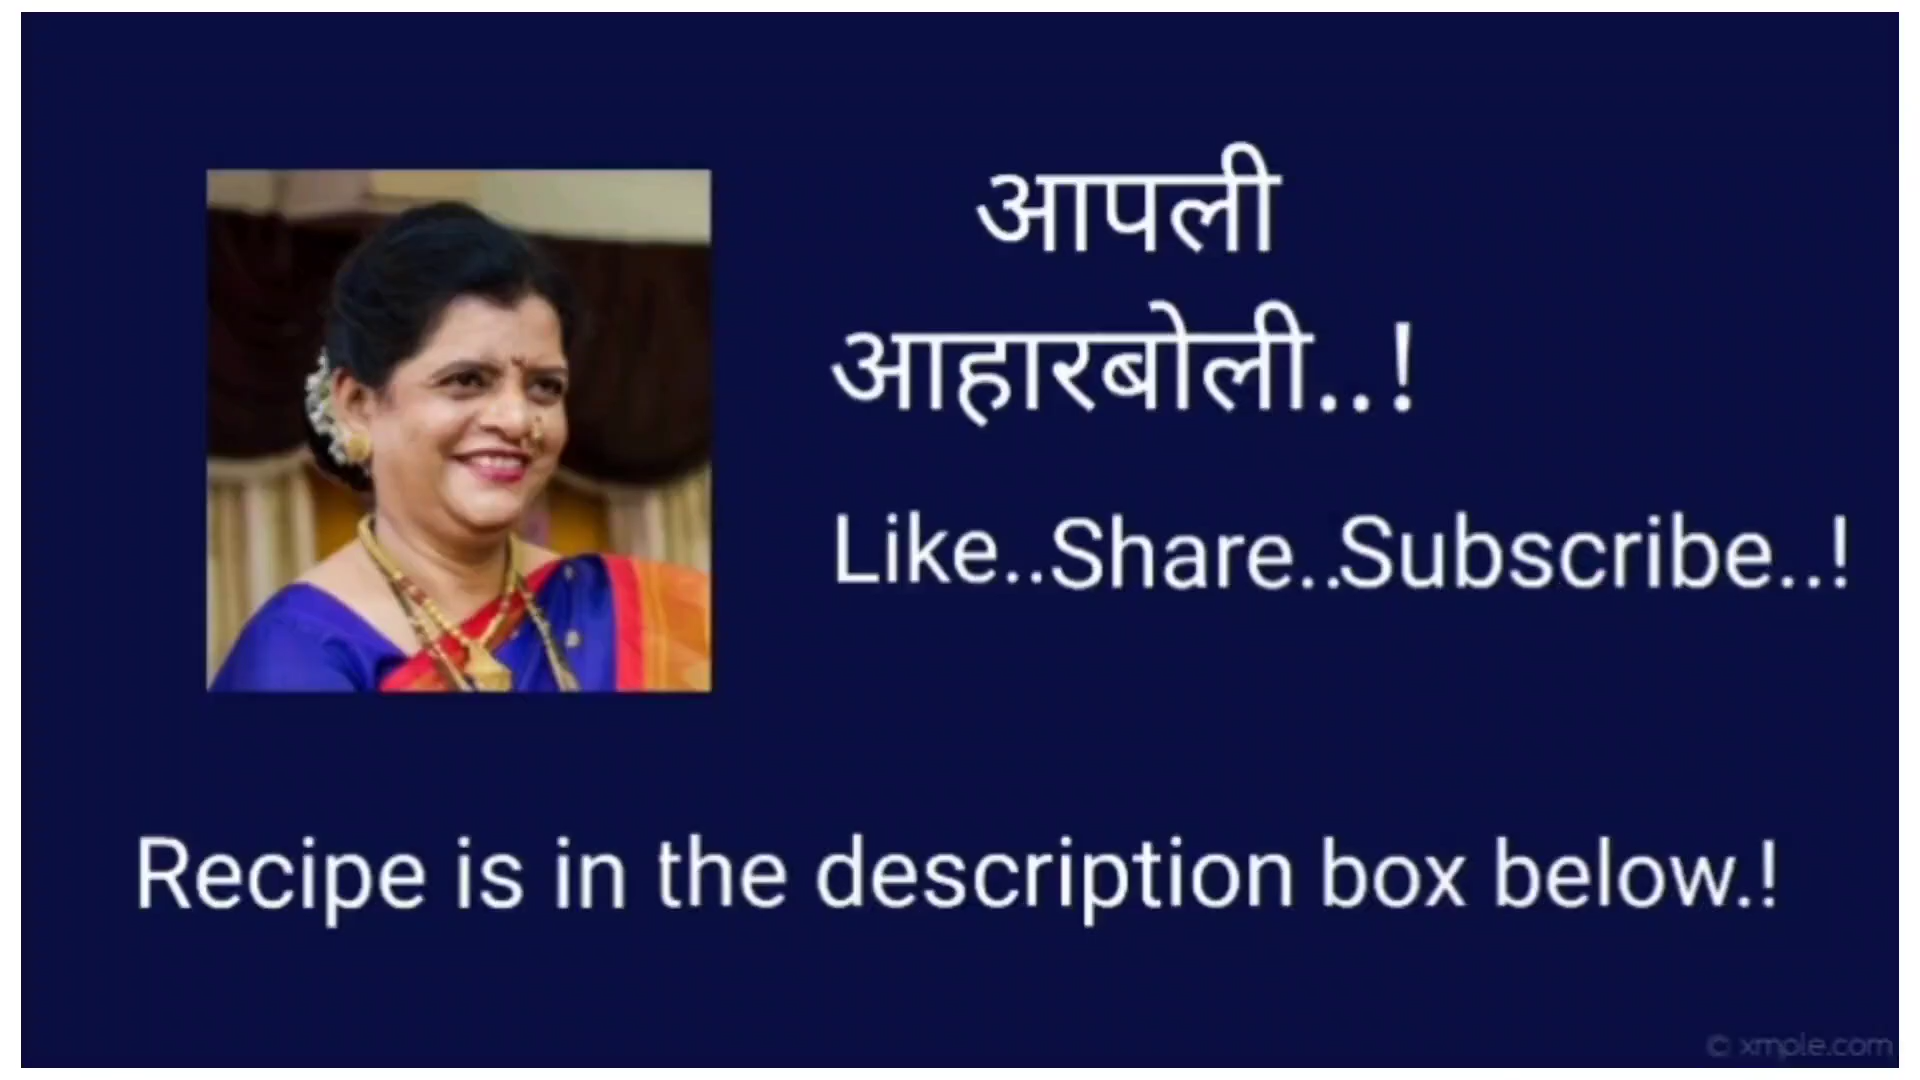 आपली
आहारबोली..!
Like..Share..Subscribe..!
Recipe is in the description box below.!
© xmple.com